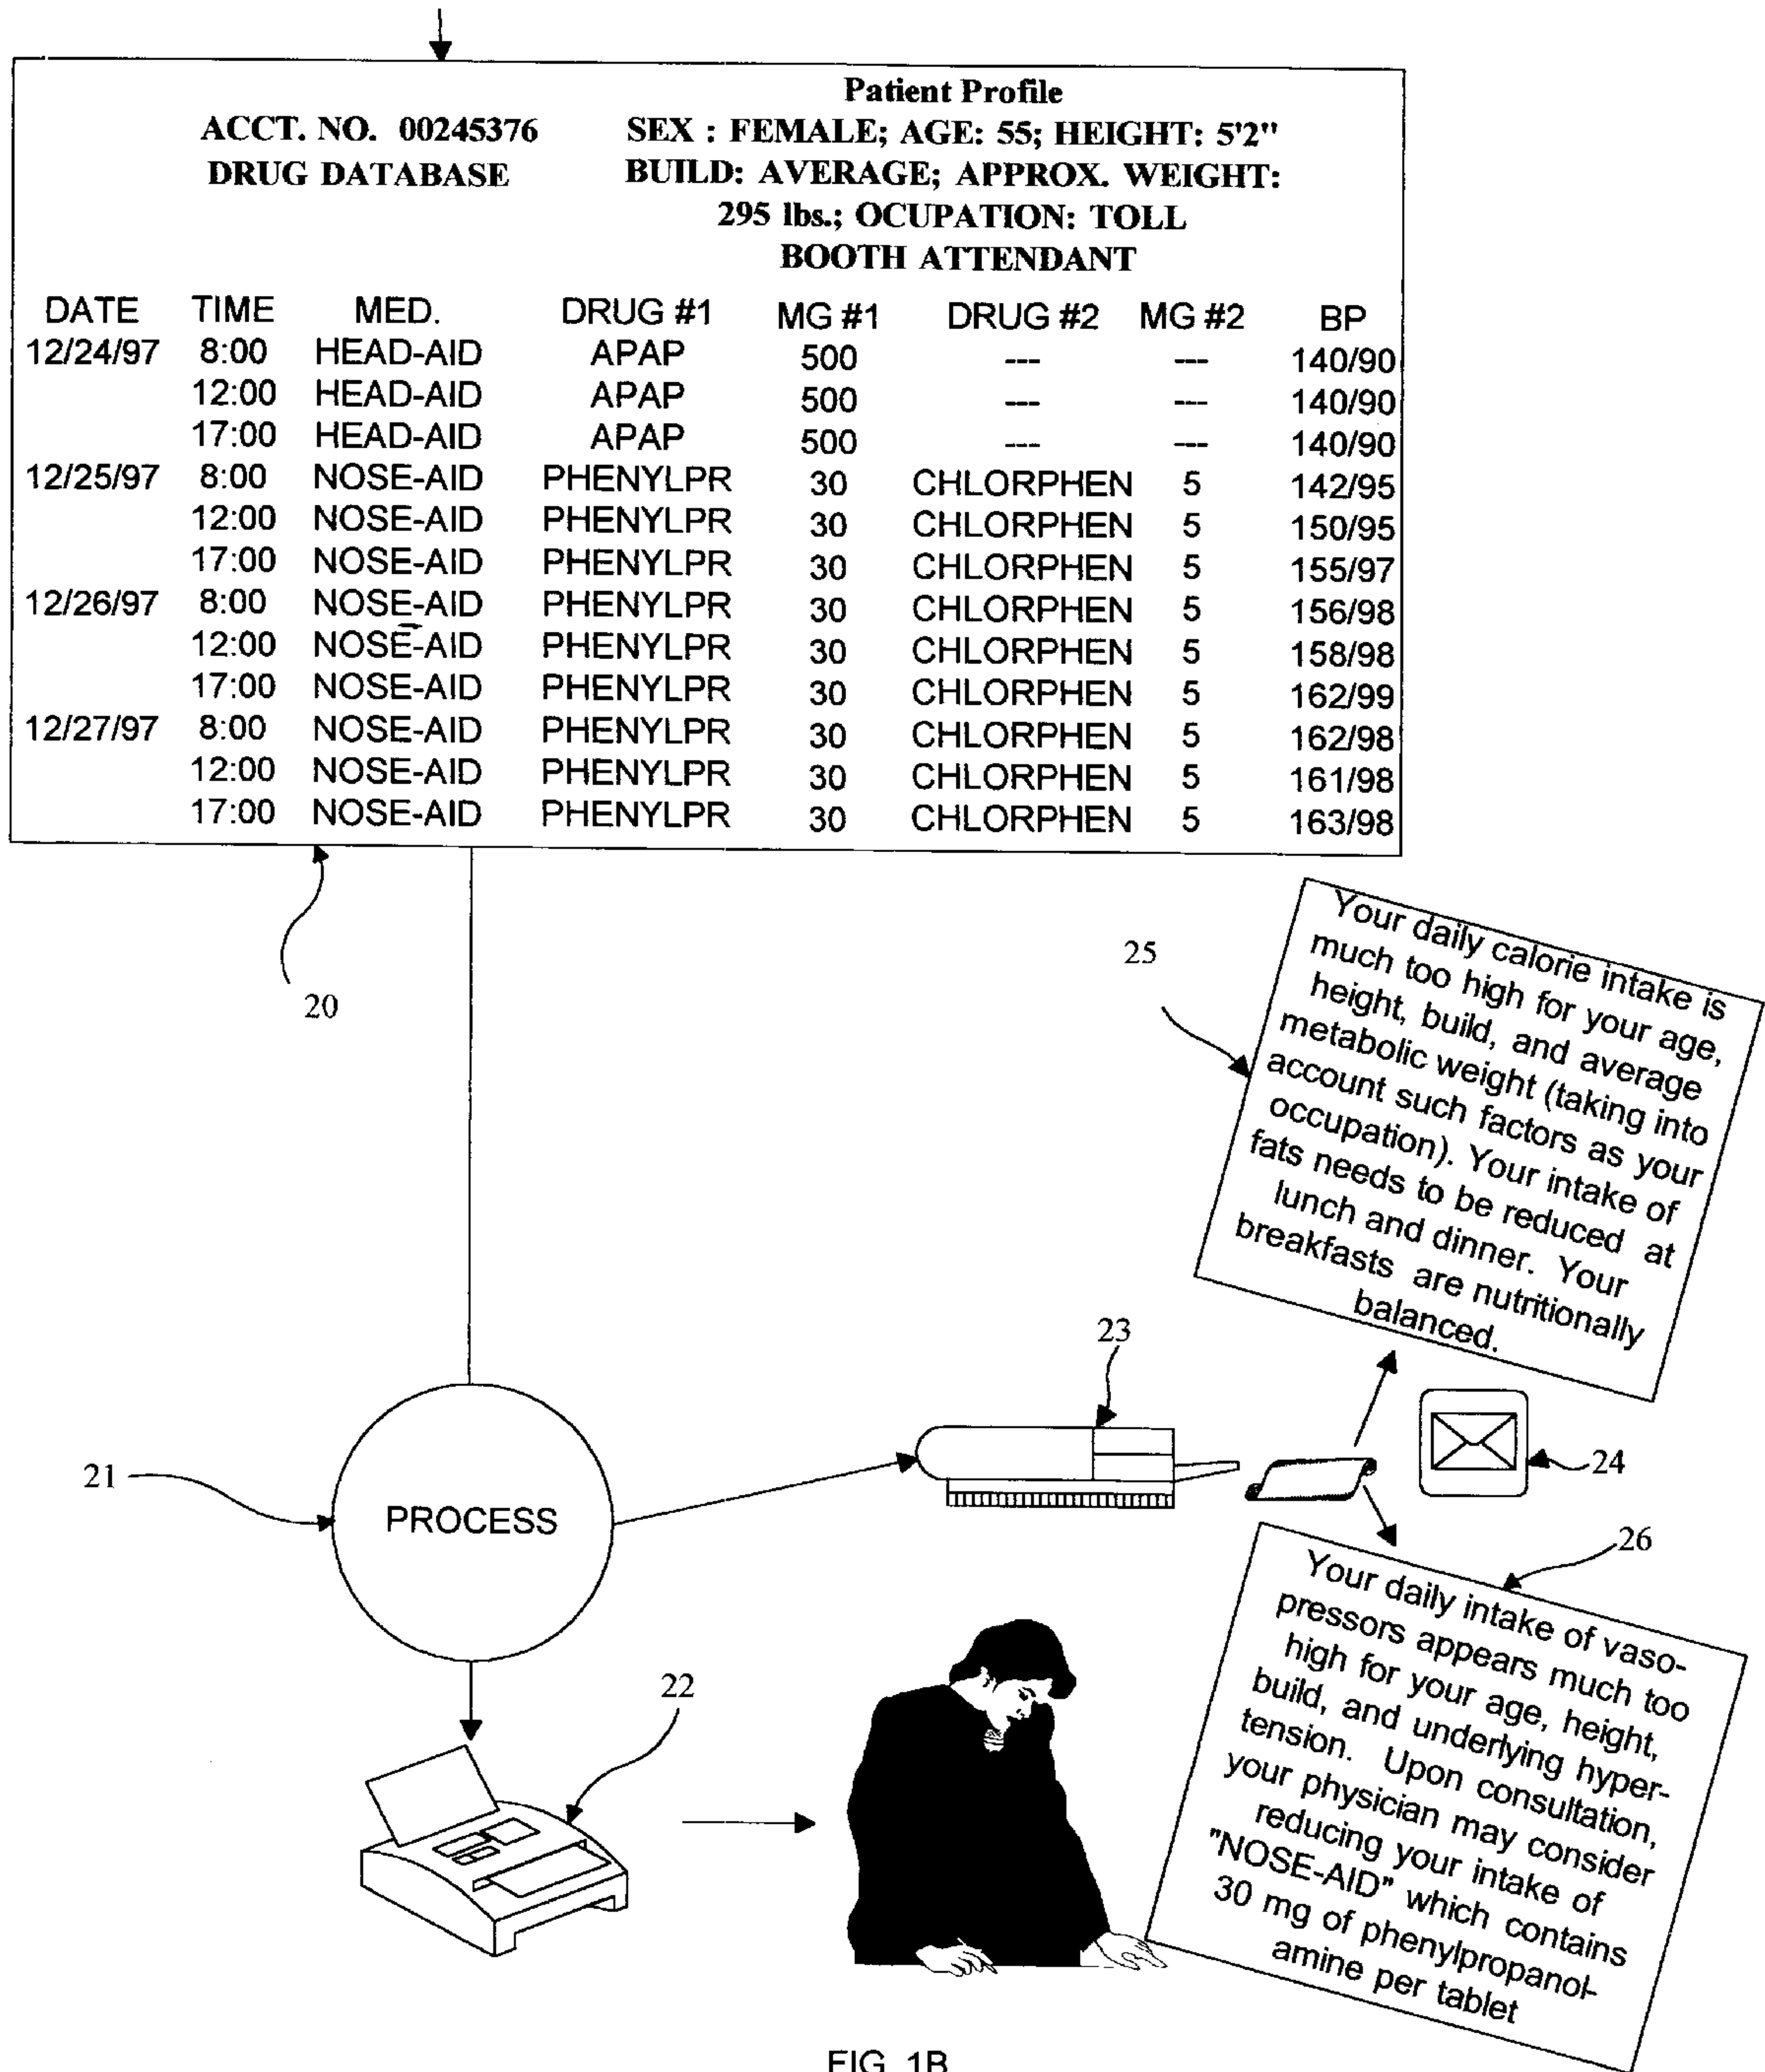 Patient Profile
ACCT. NO. 00245376 SEX : FEMALE; AGE: 55; HEIGHT: 5'2"
DRUG DATABASE BUILD: AVERAGE; APPROX. WEIGHT:
295 lbs.; OCUPATION: TOLL
BOOTH ATTENDANT
DATE TIME MED. DRUG #1 MG #1 DRUG #2 MG #2 BP
12/24/97 8:00 HEAD-AID APAP 500 --- --- 140/90
12:00 HEAD-AID APAP 500 --- --- 140/90
17:00 HEAD-AID APAP 500 --- --- 140/90
12/25/97 8:00 NOSE-AID PHENYLPR 30 CHLORPHEN 5 142/95
12:00 NOSE-AID PHENYLPR 30 CHLORPHEN 5 150/95
17:00 NOSE-AID PHENYLPR 30 CHLORPHEN 5 155/97
12/26/97 8:00 NOSE-AID PHENYLPR 30 CHLORPHEN 5 156/98
12:00 NOSE-AID PHENYLPR 30 CHLORPHEN 5 158/98
17:00 NOSE-AID PHENYLPR 30 CHLORPHEN 5 162/99
12/27/97 8:00 NOSE-AID PHENYLPR 30 CHLORPHEN 5 162/98
12:00 NOSE-AID PHENYLPR 30 CHLORPHEN 5 161/98
17:00 NOSE-AID PHENYLPR 30 CHLORPHEN 5 163/98
20
25
Your daily calorie intake is
much too high for your age,
height, build, and average
metabolic weight (taking into
account such factors as your
occupation). Your intake of
fats needs to be reduced at
lunch and dinner. Your
breakfasts are nutritionally
balanced.
23
24
21
PROCESS
26
Your daily intake of vaso-
pressors appears much too
high for your age, height,
build, and underlying hyper-
tension. Upon consultation,
your physician may consider
reducing your intake of
"NOSE-AID" which contains
30 mg of phenylpropanol-
amine per tablet
22
FIG. 1B